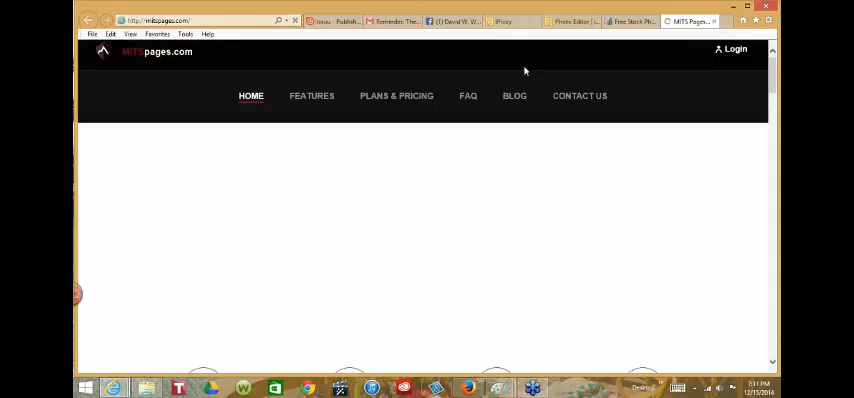 http://mitspages.com/
Issuu - Publish...
Reminder: The...
(1) David W. W...
iPiccy
Photo Editor | i...
Free Stock Ph...
MITS Pages...
File Edit View Favorites Tools Help
MITSpages.com
Login
HOME FEATURES PLANS & PRICING FAQ BLOG CONTACT US
Desktop
7:11 PM
12/15/2014